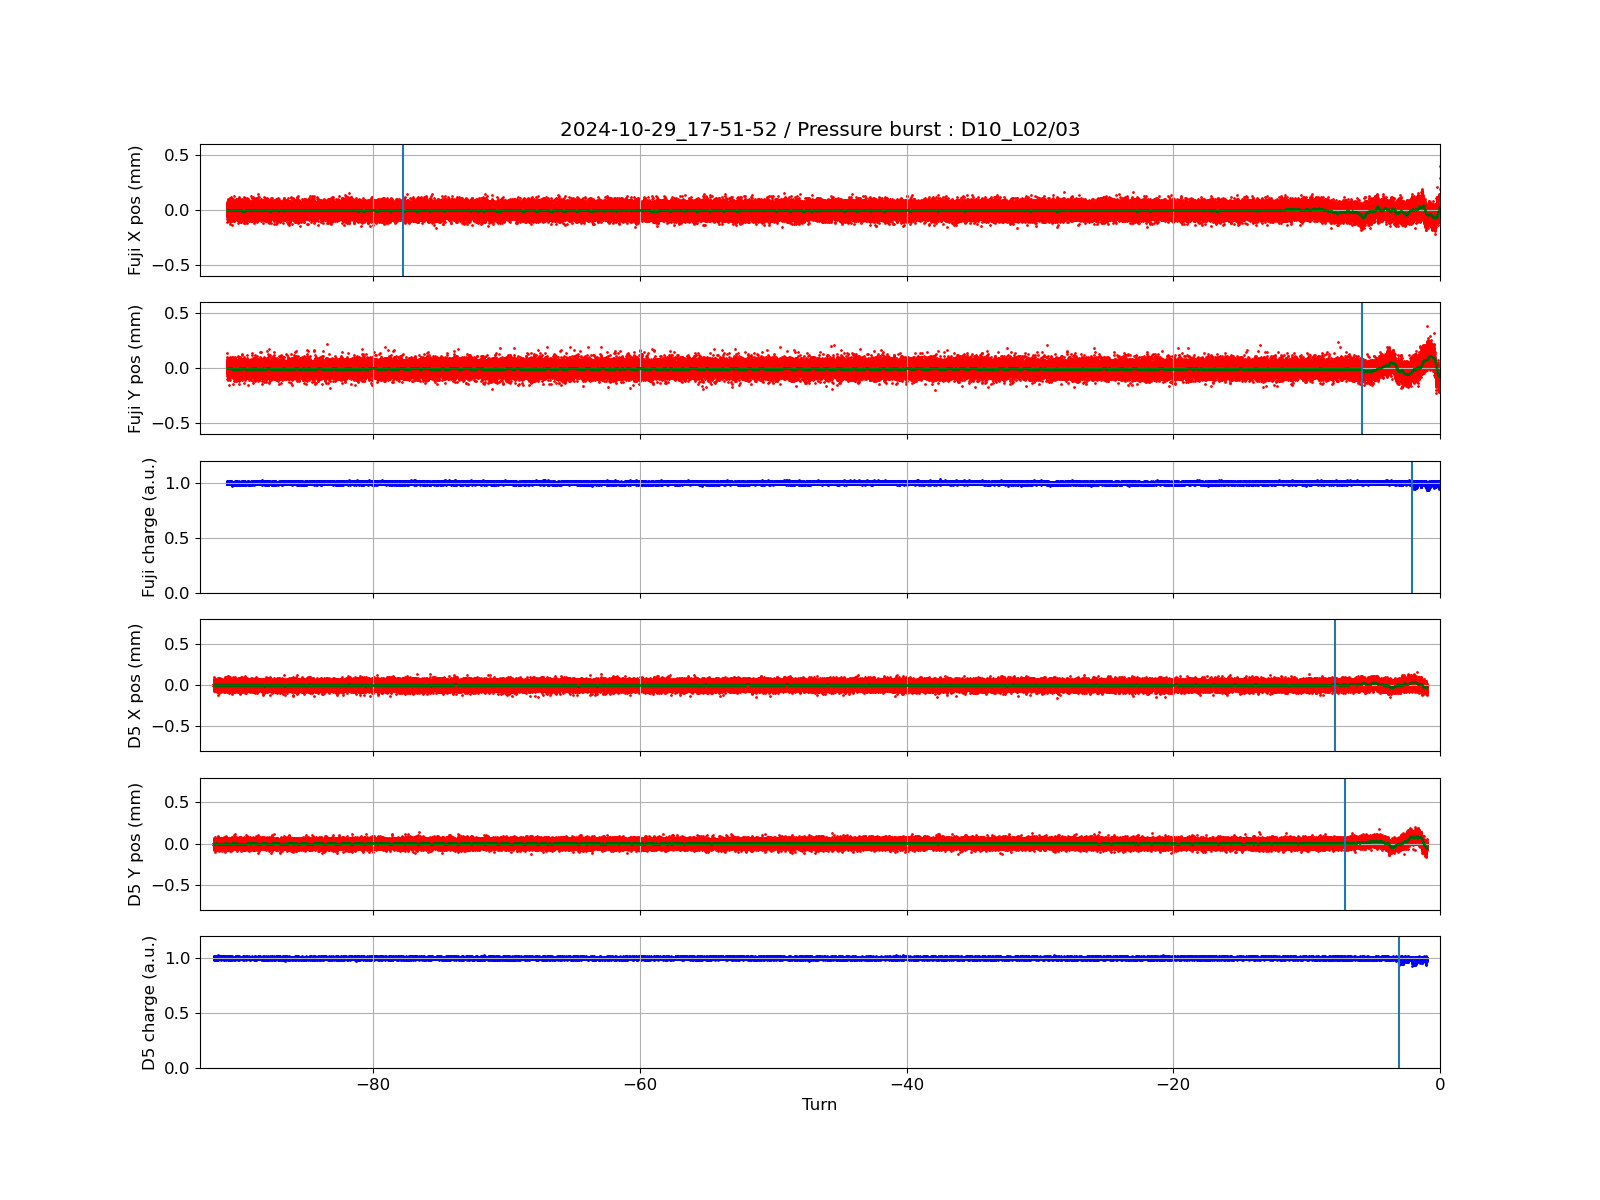 2024-10-29_17-51-52 / Pressure burst : D10_L02/03
Fuji X pos (mm)
0.5
0.0
−0.5
Fuji Y pos (mm)
0.5
0.0
−0.5
Fuji charge (a.u.)
1.0
0.5
0.0
D5 X pos (mm)
0.5
0.0
−0.5
D5 Y pos (mm)
0.5
0.0
−0.5
D5 charge (a.u.)
1.0
0.5
0.0
−80 −60 −40 −20 0
Turn